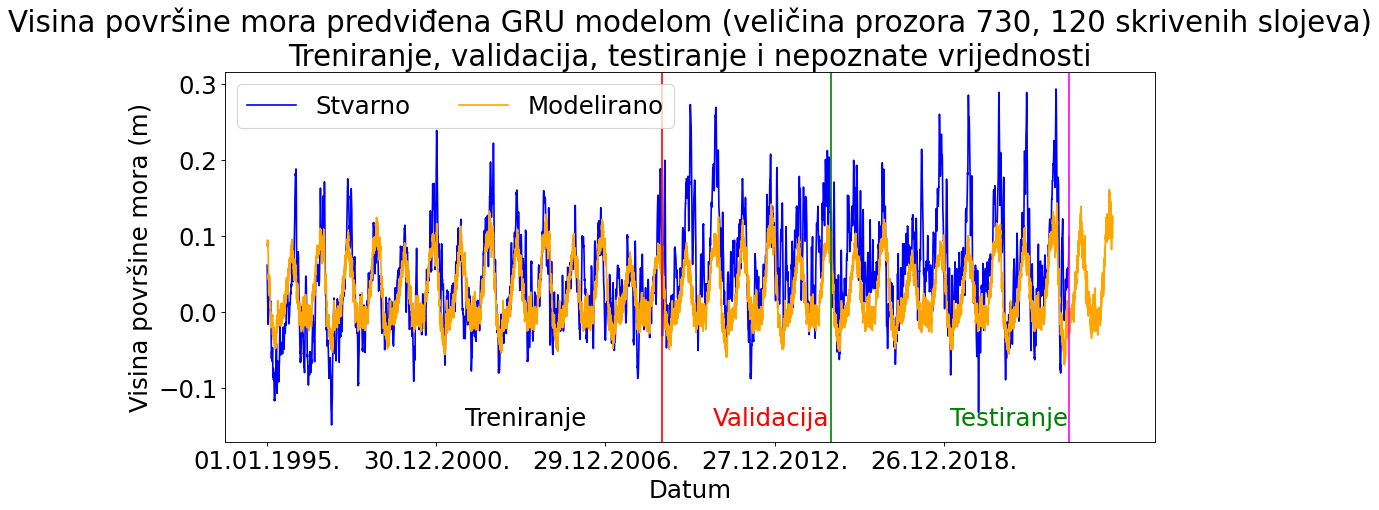 Visina površine mora predviđena GRU modelom (veličina prozora 730, 120 skrivenih slojeva)
Treniranje, validacija, testiranje i nepoznate vrijednosti
Stvarno Modelirano
Visina površine mora (m)
0.3
0.2
0.1
0.0
−0.1
Treniranje Validacija Testiranje
01.01.1995. 30.12.2000. 29.12.2006. 27.12.2012. 26.12.2018.
Datum